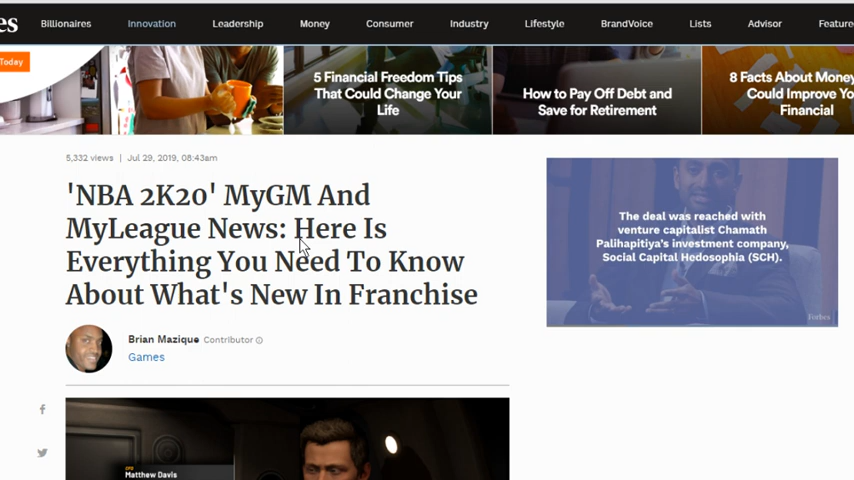 es Billionaires Innovation Leadership Money Consumer Industry Lifestyle BrandVoice Lists Advisor Feature
Today
5 Financial Freedom Tips
That Could Change Your
Life
How to Pay Off Debt and
Save for Retirement
8 Facts About Money
Could Improve Yo
Financial
5,332 views | Jul 29, 2019, 08:43am
'NBA 2K20' MyGM And
MyLeague News: Here Is
Everything You Need To Know
About What's New In Franchise
Brian Mazique Contributor
Games
The deal was reached with
venture capitalist Chamath
Palihapitiya's investment company,
Social Capital Hedosophia (SCH).
Forbes
CFO
Matthew Davis